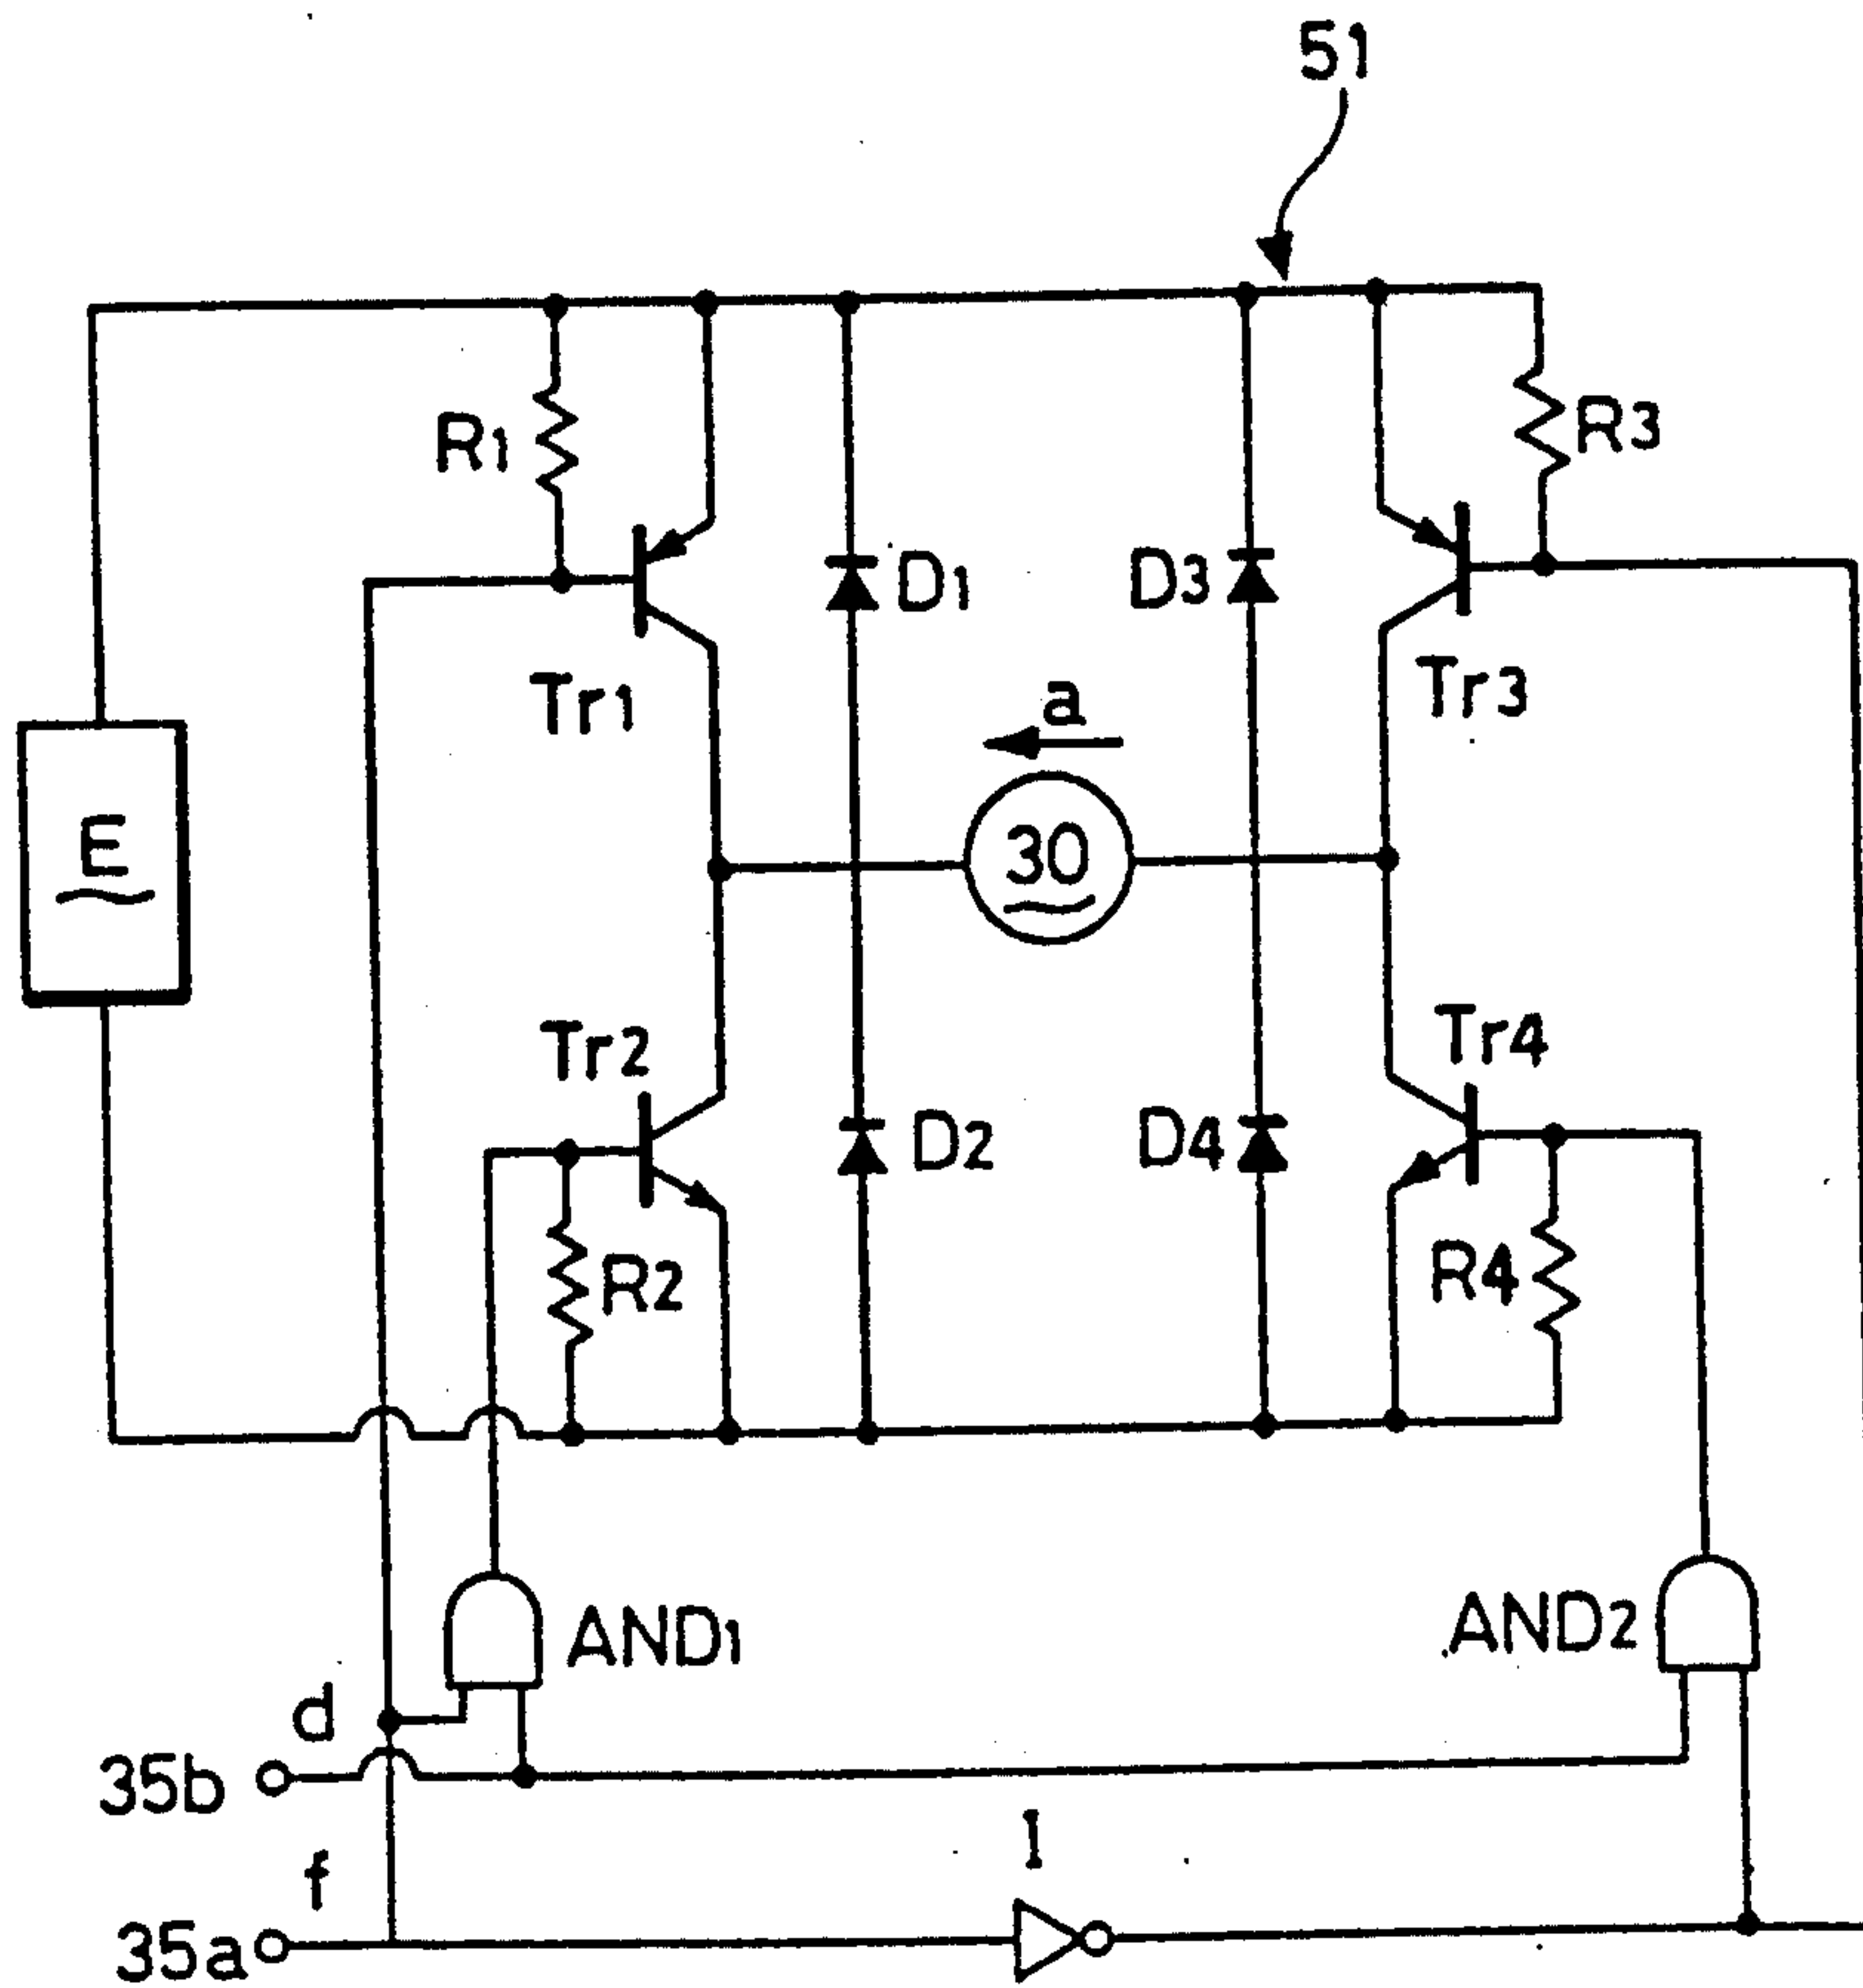 51
R1
R3
D1
D3
Tr1
Tr3
a
E
30
Tr2
Tr4
D2
D4
R2
R4
AND1
AND2
d
35b
I
f
35a